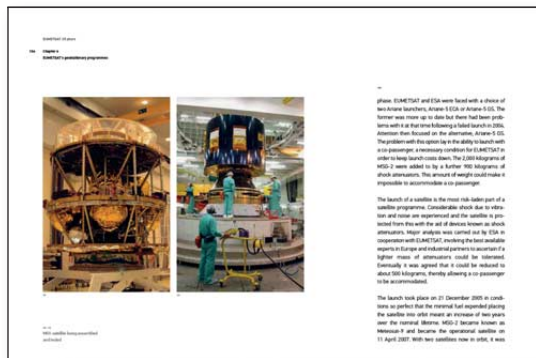 EUMETSAT 30 years
Chapter 4
EUMETSAT's geostationary programmes
phase. EUMETSAT and ESA were faced with a choice of
two Ariane launchers, Ariane-5 ECA or Ariane-5 GS. The
former was more up to date but there had been prob-
lems with it at that time following a failed launch in 2004.
Attention then focused on the alternative, Ariane-5 GS.
The problem with this option lay in the ability to launch with
a co-passenger, a necessary condition for EUMETSAT in
order to keep launch costs down. The 2,000 kilograms of
MSG-2 were added to by a further 900 kilograms of
shock attenuators. This amount of weight could make it
impossible to accommodate a co-passenger.
The launch of a satellite is the most risk-laden part of a
satellite programme. Considerable shock due to vibra-
tion and noise are experienced and the satellite is pro-
tected from this with the aid of devices known as shock
attenuators. Major analysis was carried out by ESA in
cooperation with EUMETSAT, involving the best available
experts in Europe and industrial partners to ascertain if a
lighter mass of attenuators could be tolerated.
Eventually it was agreed that it could be reduced to
about 500 kilograms, thereby allowing a co-passenger
to be accommodated.
The launch took place on 21 December 2005 in condi-
tions so perfect that the minimal fuel expended placing
the satellite into orbit meant an increase of two years
over the nominal lifetime. MSG-2 became known as
Meteosat-9 and became the operational satellite on
11 April 2007. With two satellites now in orbit, it was
MSG satellite being assembled
and tested